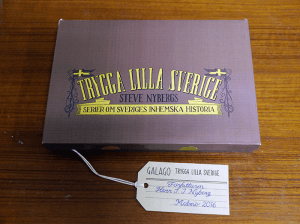 TRYGGA LILLA SVERIGE
STEVE NYBERGS
SERIER OM SVERIGES INHEMSKA HISTORIA
GALAGO TRYGGA LILLA SVERIGE
Malmö 2016